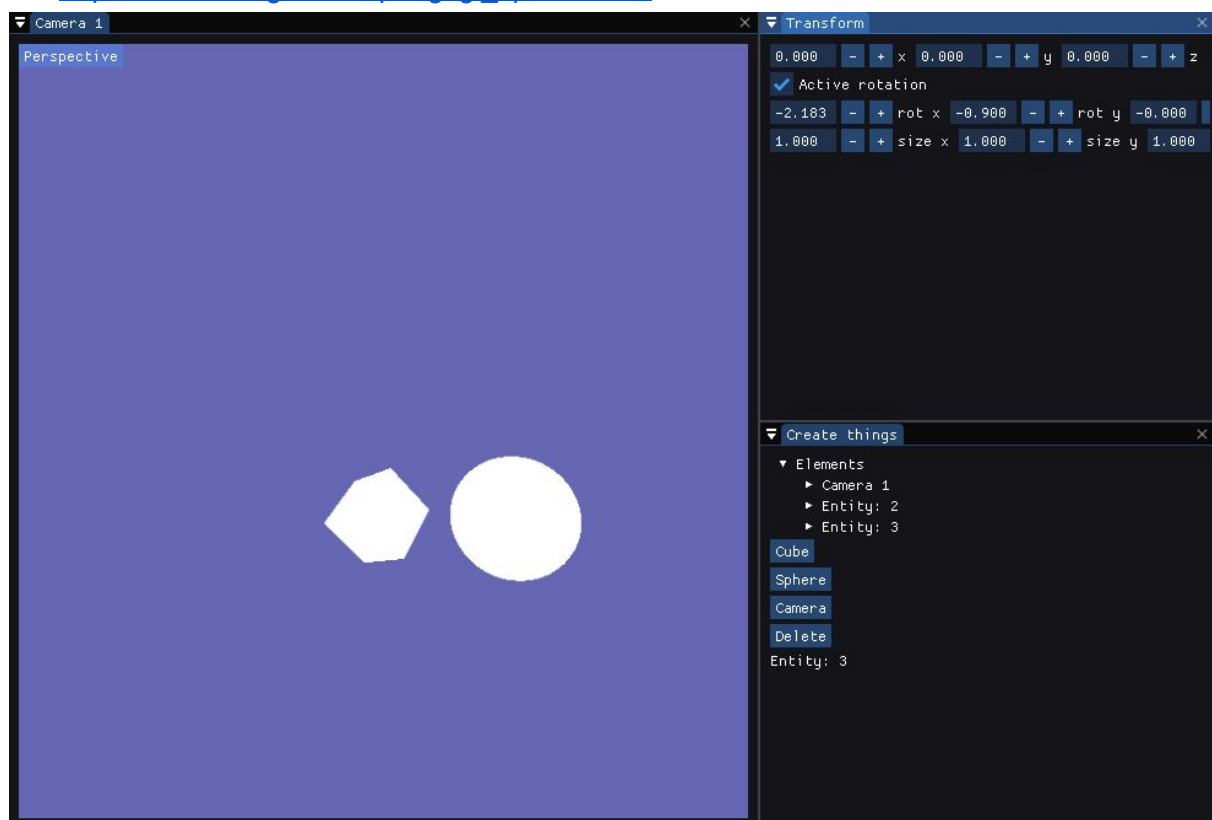 Camera 1
Perspective
Transform
0.000 - + x 0.000 - + y 0.000 - + z
Active rotation
-2.183 - + rot x -0.900 - + rot y -0.000
1.000 - + size x 1.000 - + size y 1.000
Create things
Elements
Camera 1
Entity: 2
Entity: 3
Cube
Sphere
Camera
Delete
Entity: 3